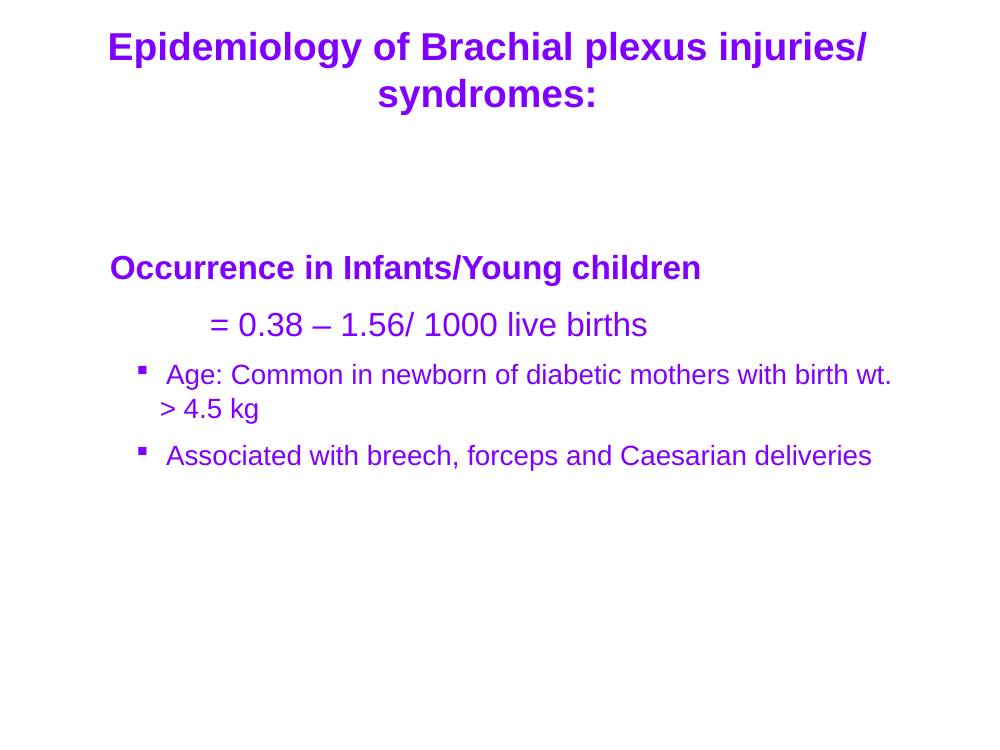 Epidemiology of Brachial plexus injuries/
syndromes:
Occurrence in Infants/Young children
= 0.38 – 1.56/ 1000 live births
▪ Age: Common in newborn of diabetic mothers with birth wt.
> 4.5 kg
▪ Associated with breech, forceps and Caesarian deliveries